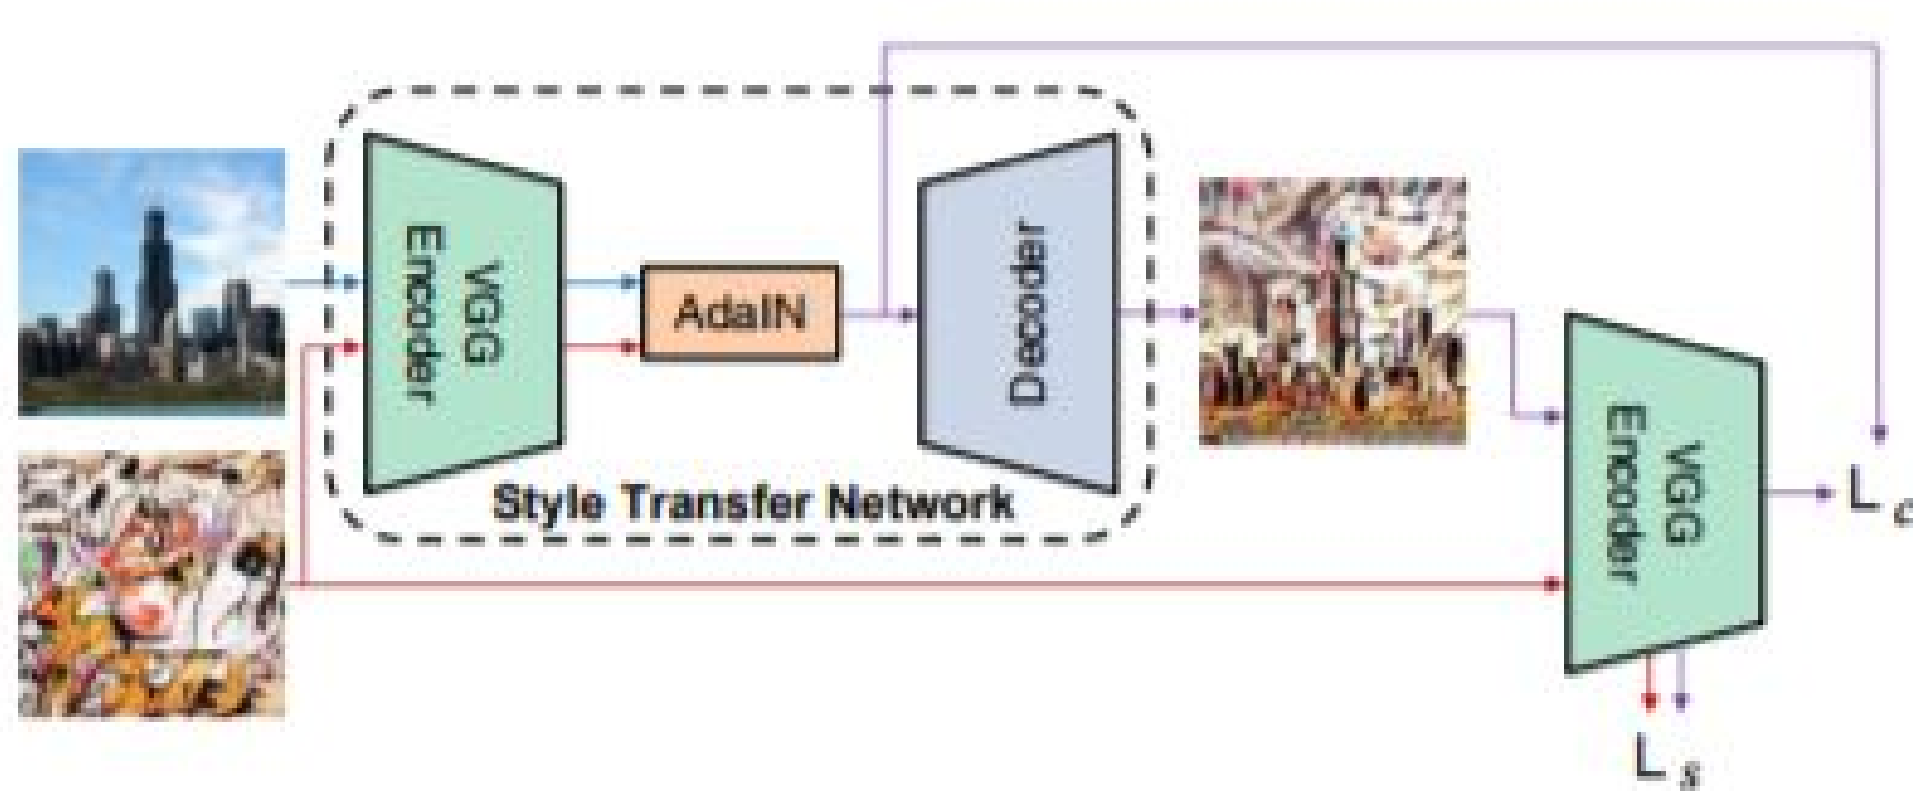 VGG
Encoder
AdaIN
Decoder
Style Transfer Network
VGG
Encoder
L c
L s